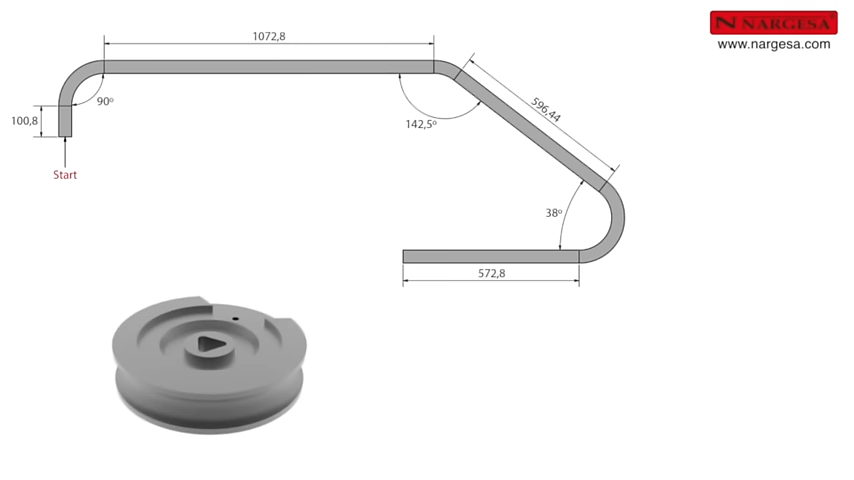 NARGESA
www.nargesa.com
1072,8
90º
100,8
Start
142,5º
596,44
38º
572,8